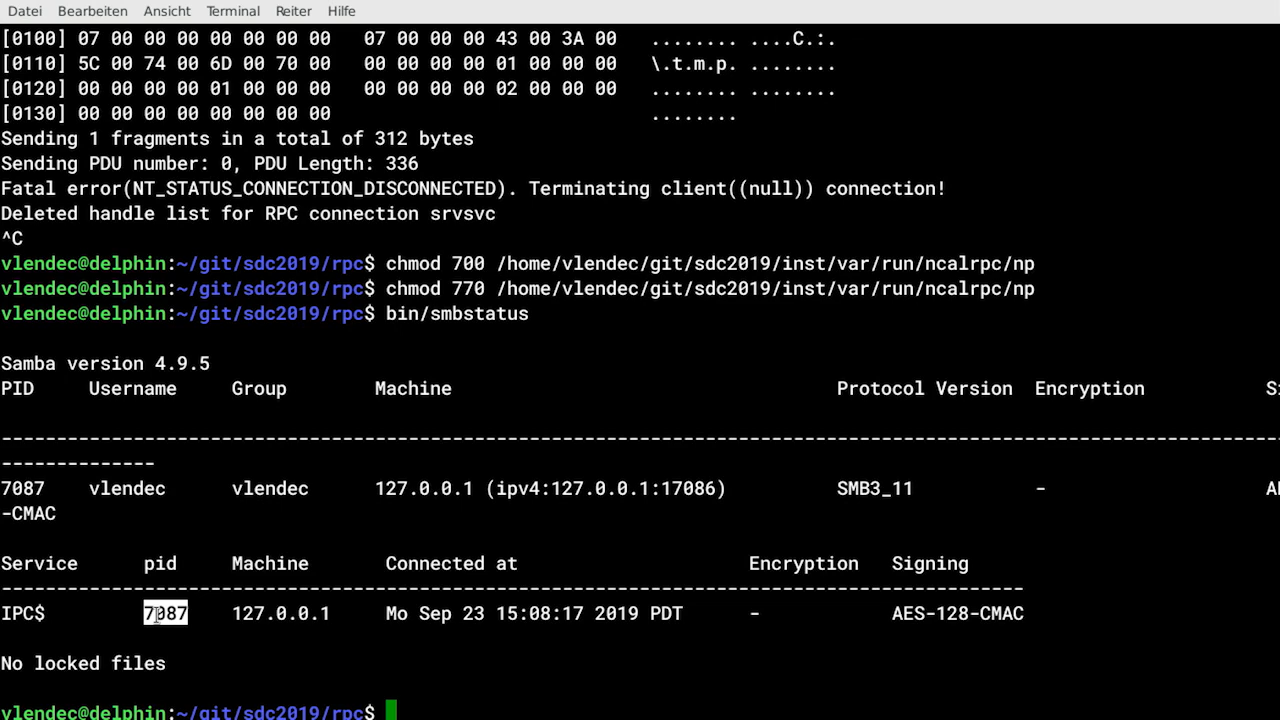 Datei Bearbeiten Ansicht Terminal Reiter Hilfe
[0100] 07 00 00 00 00 00 00 00   07 00 00 00 43 00 3A 00   ........ ....C.:.
[0110] 5C 00 74 00 6D 00 70 00   00 00 00 00 01 00 00 00   \.t.m.p. ........
[0120] 00 00 00 00 01 00 00 00   00 00 00 00 02 00 00 00   ........ ........
[0130] 00 00 00 00 00 00 00 00                             ........
Sending 1 fragments in a total of 312 bytes
Sending PDU number: 0, PDU Length: 336
Fatal error(NT_STATUS_CONNECTION_DISCONNECTED). Terminating client((null)) connection!
Deleted handle list for RPC connection srvsvc
^C
vlendec@delphin:~/git/sdc2019/rpc$ chmod 700 /home/vlendec/git/sdc2019/inst/var/run/ncalrpc/np
vlendec@delphin:~/git/sdc2019/rpc$ chmod 770 /home/vlendec/git/sdc2019/inst/var/run/ncalrpc/np
vlendec@delphin:~/git/sdc2019/rpc$ bin/smbstatus
Samba version 4.9.5
PID     Username     Group        Machine                                   Protocol Version  Encryption           Si
----------------------------------------------------------------------------------------------------------------------
--------------
7087    vlendec      vlendec      127.0.0.1 (ipv4:127.0.0.1:17086)          SMB3_11           -                    AE
-CMAC
Service      pid     Machine       Connected at                     Encryption   Signing
---------------------------------------------------------------------------------------------
IPC$         7087    127.0.0.1     Mo Sep 23 15:08:17 2019 PDT      -            AES-128-CMAC
No locked files
vlendec@delphin:~/git/sdc2019/rpc$